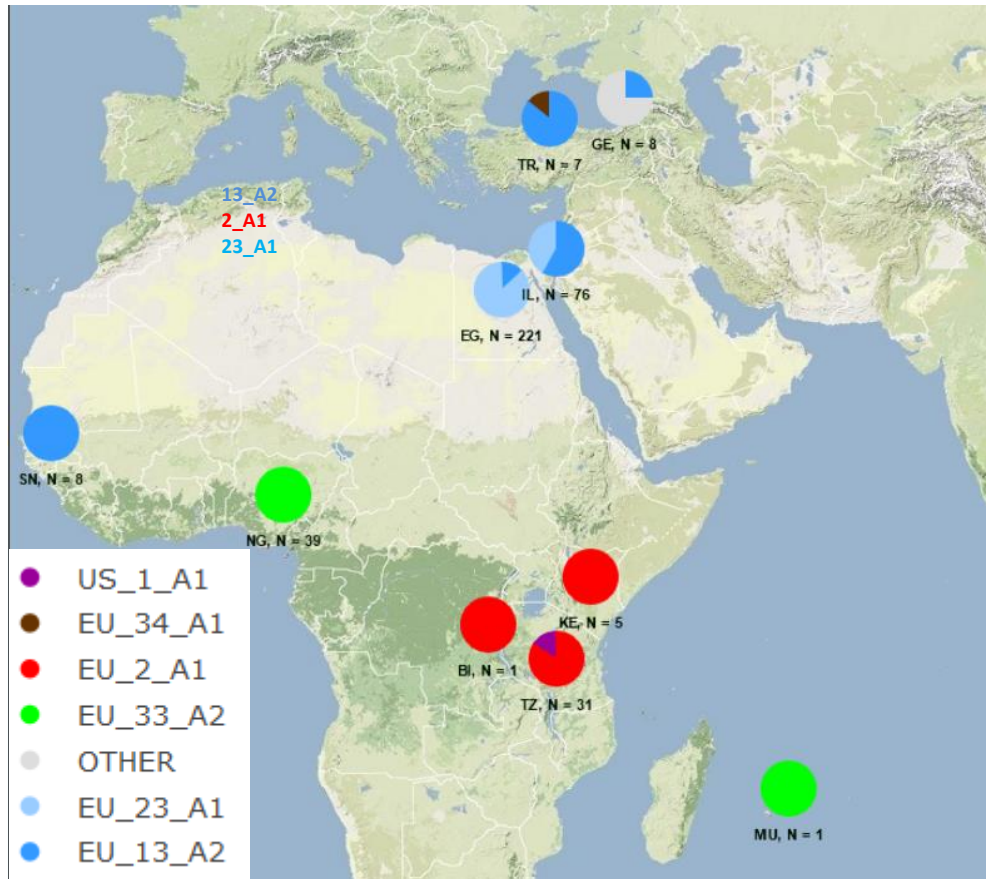 TR, N = 7
GE, N = 8
13_A2
2_A1
23_A1
IL, N = 76
EG, N = 221
SN, N = 8
NG, N = 39
KE, N = 5
BI, N = 1
TZ, N = 31
MU, N = 1
US_1_A1
EU_34_A1
EU_2_A1
EU_33_A2
OTHER
EU_23_A1
EU_13_A2